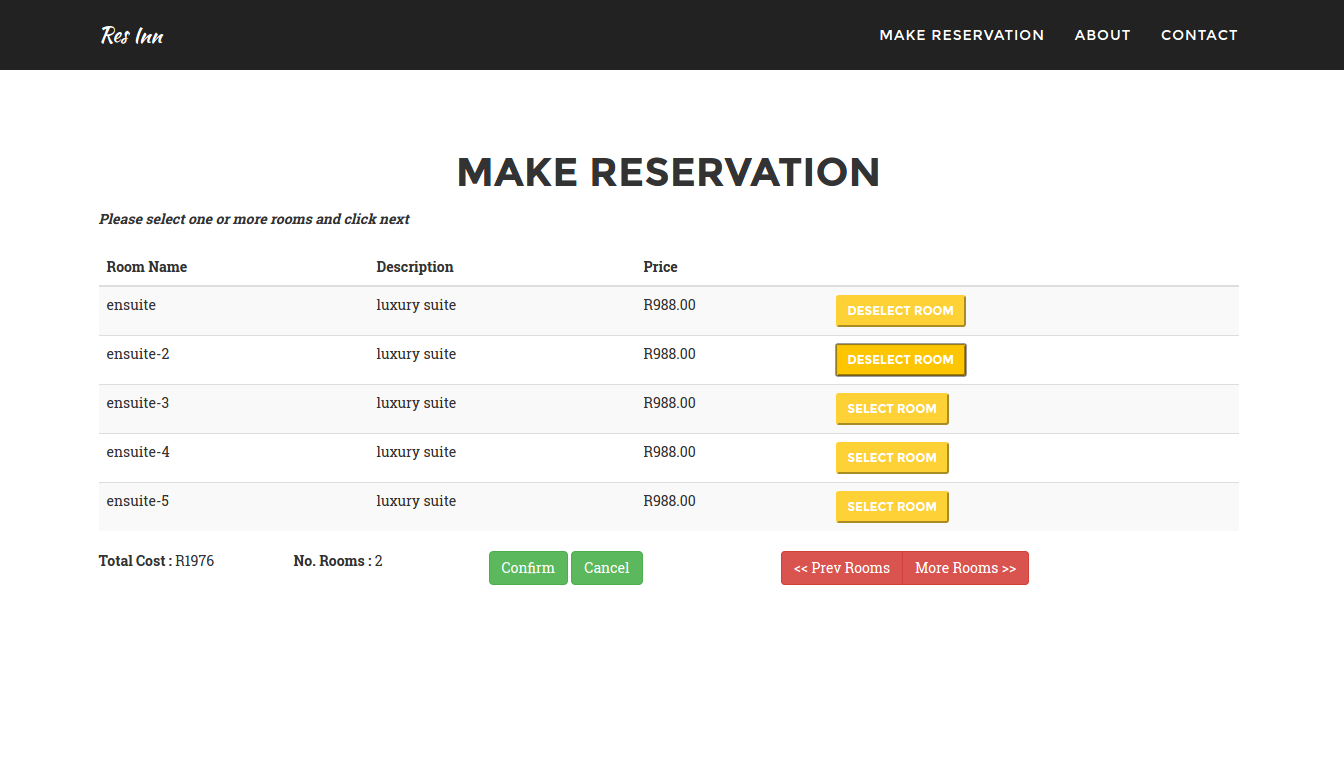 Res Inn MAKE RESERVATION ABOUT CONTACT
MAKE RESERVATION
Please select one or more rooms and click next
Room Name Description Price
ensuite luxury suite R988.00 DESELECT ROOM
ensuite-2 luxury suite R988.00 DESELECT ROOM
ensuite-3 luxury suite R988.00 SELECT ROOM
ensuite-4 luxury suite R988.00 SELECT ROOM
ensuite-5 luxury suite R988.00 SELECT ROOM
Total Cost : R1976 No. Rooms : 2 Confirm Cancel << Prev Rooms More Rooms >>